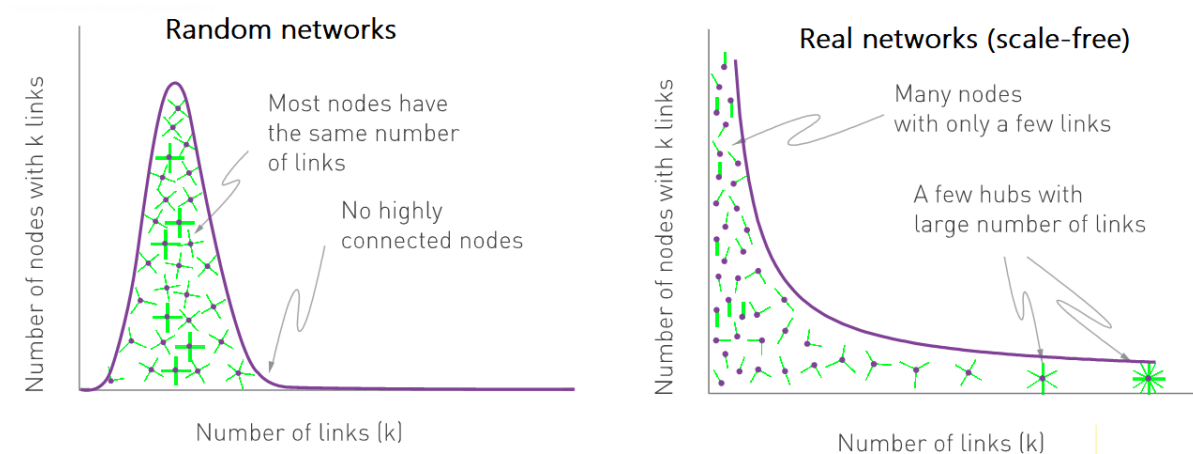 Random networks
Number of nodes with k links
Most nodes have
the same number
of links
No highly
connected nodes
Number of links (k)
Real networks (scale-free)
Number of nodes with k links
Many nodes
with only a few links
A few hubs with
large number of links
Number of links (k)